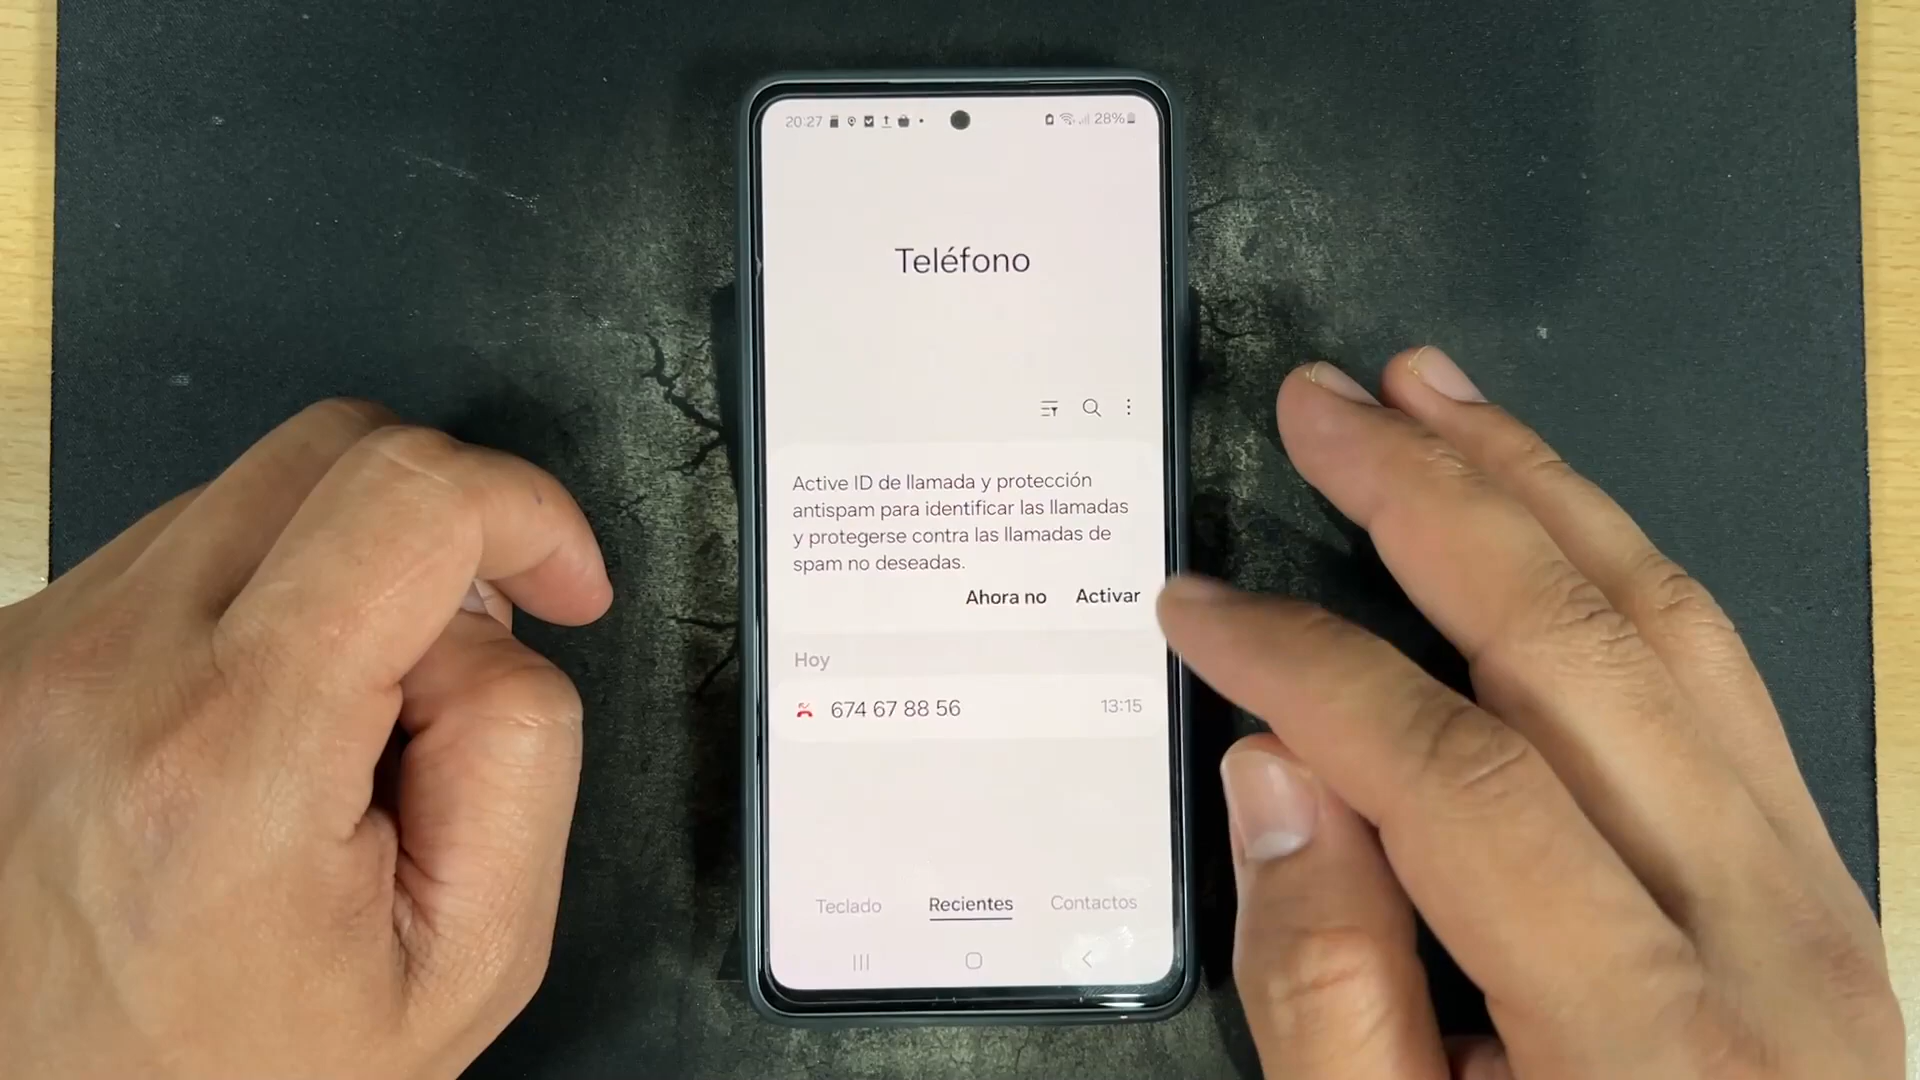 20:27
28%
Teléfono
Active ID de llamada y protección
antispam para identificar las llamadas
y protegerse contra las llamadas de
spam no deseadas.
Ahora no Activar
Hoy
674 67 88 56 13:15
Teclado Recientes Contactos